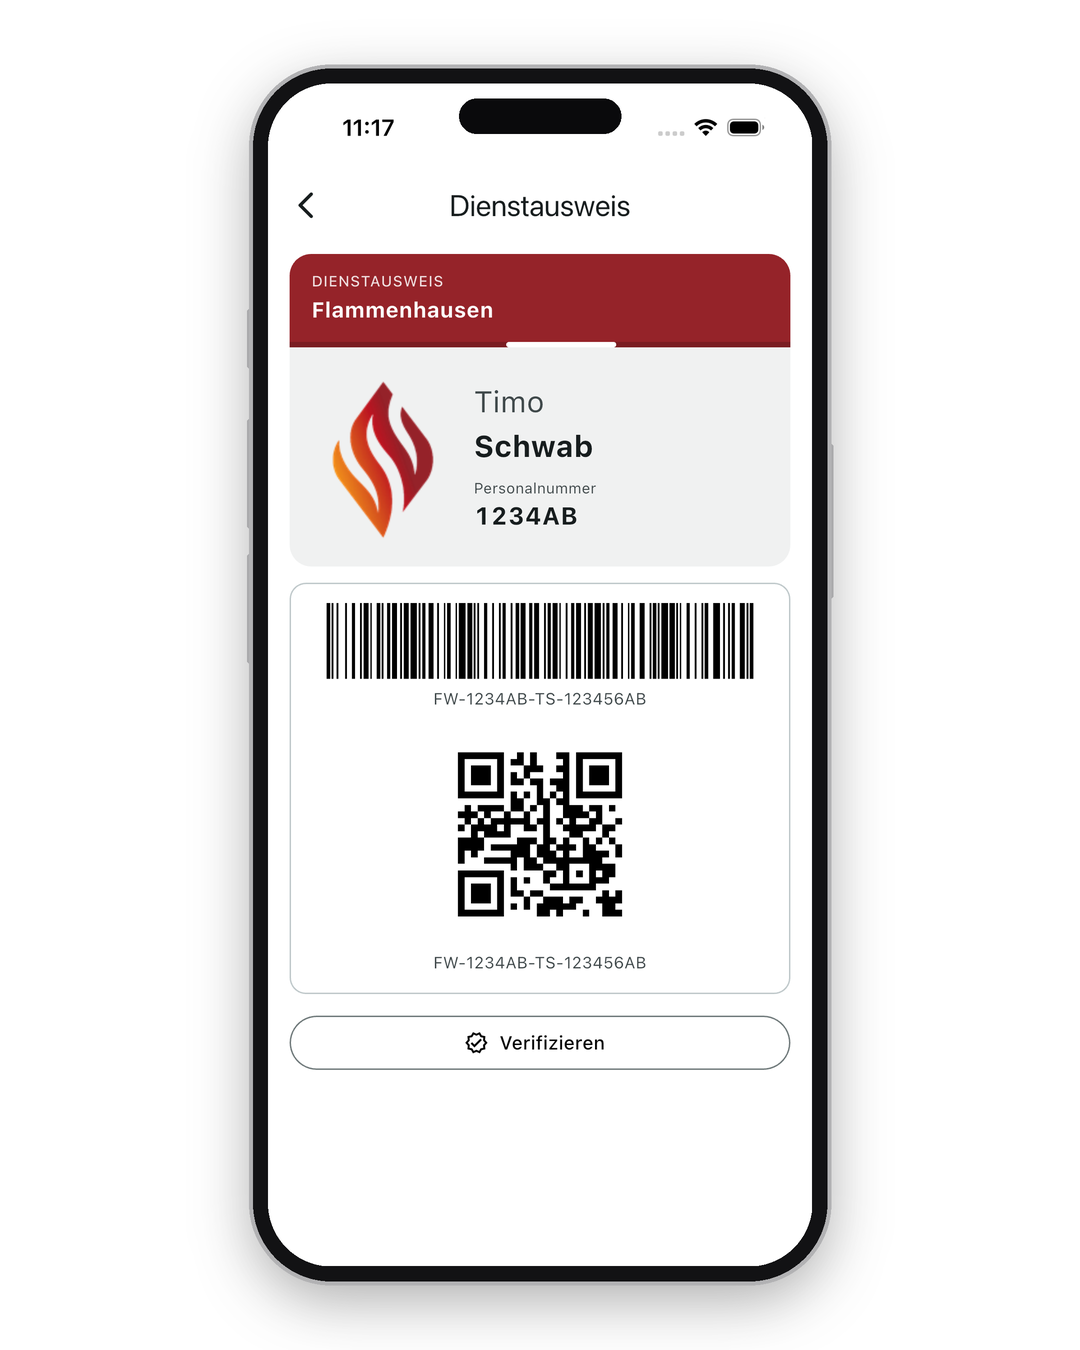 11:17
Dienstausweis
DIENSTAUSWEIS
Flammenhausen
Timo
Schwab
Personalnummer
1234AB
FW-1234AB-TS-123456AB
FW-1234AB-TS-123456AB
Verifizieren